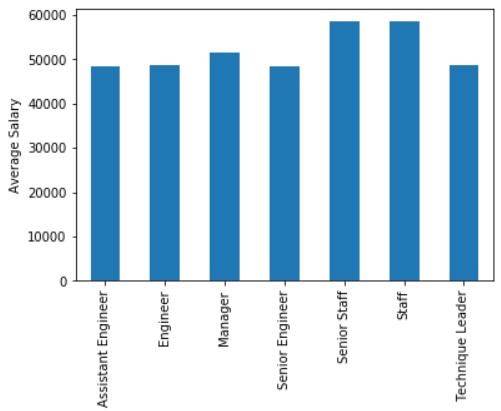 60000
50000
40000
30000
20000
10000
0
Average Salary
Assistant Engineer
Engineer
Manager
Senior Engineer
Senior Staff
Staff
Technique Leader